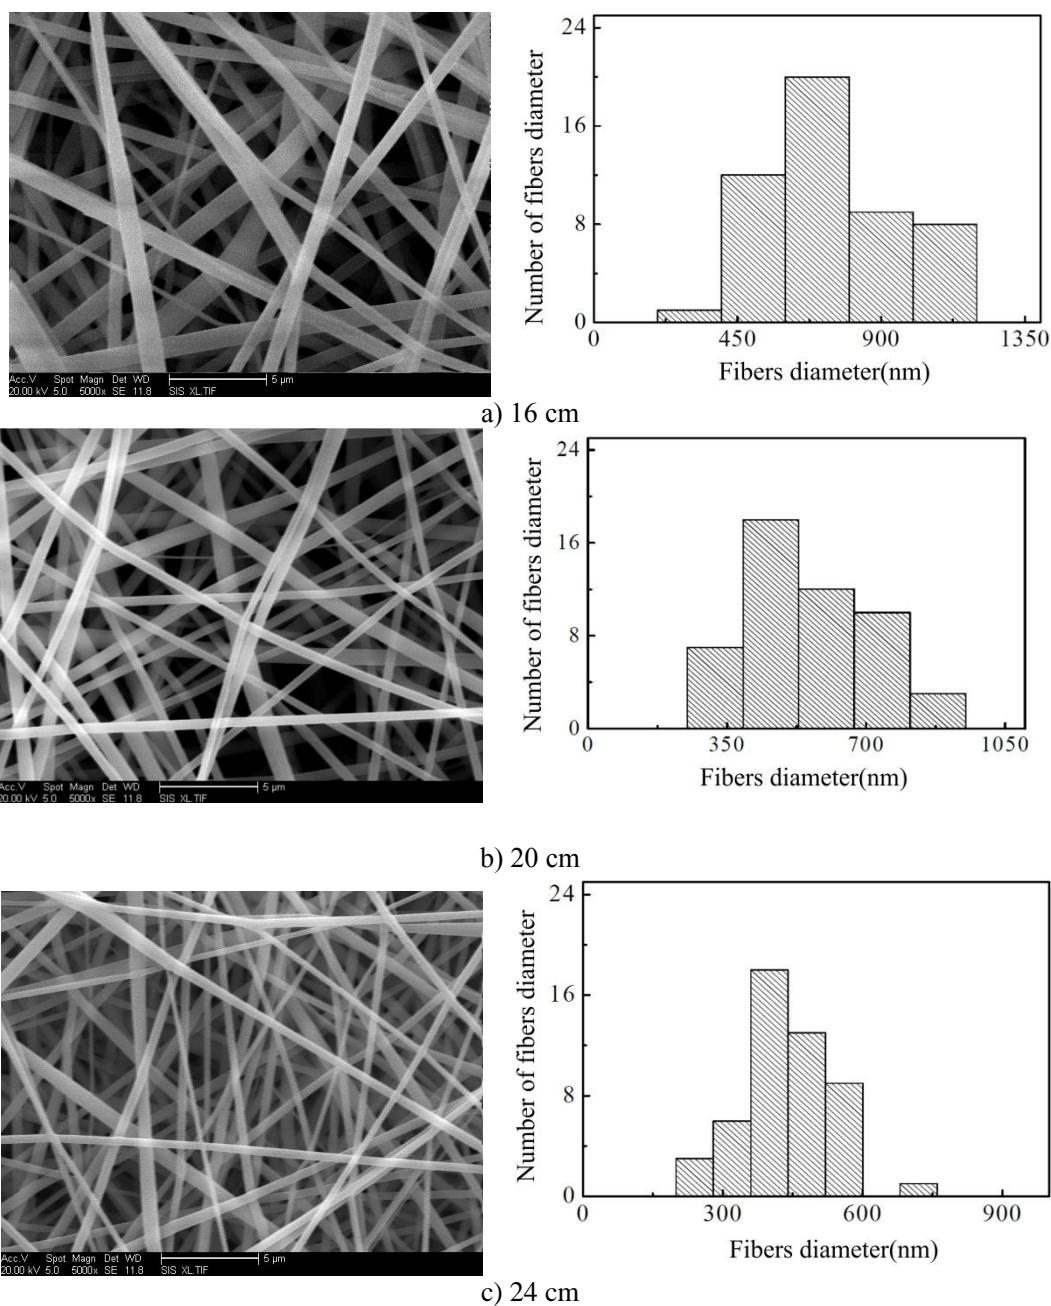 24
16
8
0
Number of fibers diameter
0 450 900 1350
Fibers diameter(nm)
Acc.V Spot Magn Det WD 5 µm
20.00 kV 5.0 5000x SE 11.8 SIS XL.TIF
a) 16 cm
24
16
8
0
Number of fibers diameter
0 350 700 1050
Fibers diameter(nm)
Acc.V Spot Magn Det WD 5 µm
20.00 kV 5.0 5000x SE 11.8 SIS XL.TIF
b) 20 cm
24
16
8
0
Number of fibers diameter
0 300 600 900
Fibers diameter(nm)
Acc.V Spot Magn Det WD 5 µm
20.00 kV 5.0 5000x SE 11.8 SIS XL.TIF
c) 24 cm